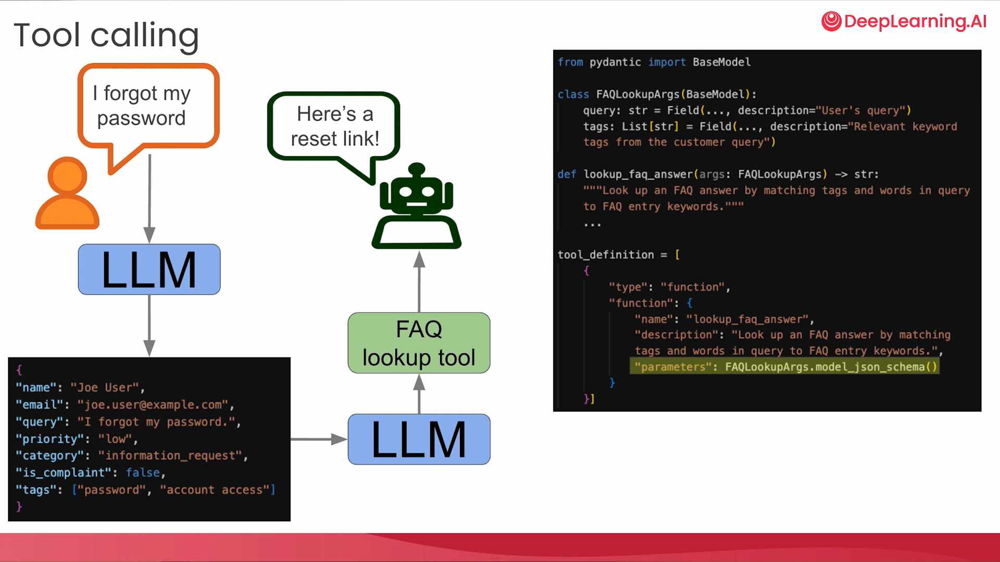 Tool calling
DeepLearning.AI
I forgot my
password
Here's a
reset link!
LLM
{
"name": "Joe User",
"email": "joe.user@example.com",
"query": "I forgot my password.",
"priority": "low",
"category": "information_request",
"is_complaint": false,
"tags": ["password", "account access"]
}
LLM
FAQ
lookup tool
from pydantic import BaseModel
class FAQLookupArgs(BaseModel):
query: str = Field(..., description="User's query")
tags: List[str] = Field(..., description="Relevant keyword
tags from the customer query")
def lookup_faq_answer(args: FAQLookupArgs) -> str:
"""Look up an FAQ answer by matching tags and words in query
to FAQ entry keywords."""
...
tool_definition = [
{
"type": "function",
"function": {
"name": "lookup_faq_answer",
"description": "Look up an FAQ answer by matching
tags and words in query to FAQ entry keywords.",
"parameters": FAQLookupArgs.model_json_schema()
}
}]